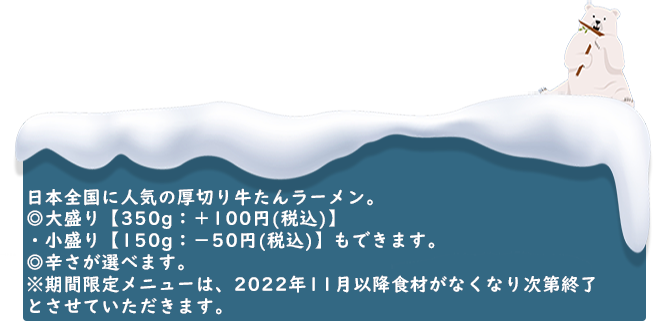 日本全国に人気の厚切り牛たんラーメン。
◎大盛り【350g：＋100円(税込)】
・小盛り【150g：－50円(税込)】もできます。
◎辛さが選べます。
※期間限定メニューは、2022年11月以降食材がなくなり次第終了
とさせていただきます。